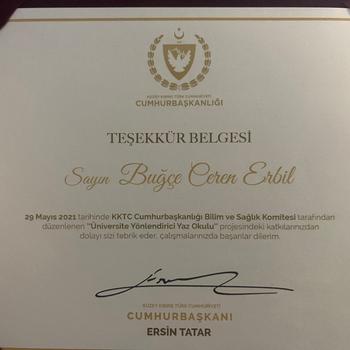 KUZEY KIBRIS TÜRK CUMHURİYETİ
CUMHURBAŞKANLIĞI
TEŞEKKÜR BELGESİ
Sayın Buğçe Ceren Erbil
29 Mayıs 2021 tarihinde KKTC Cumhurbaşkanlığı Bilim ve Sağlık Komitesi tarafından
düzenlenen "Üniversite Yönlendirici Yaz Okulu" projesindeki katkılarınızdan
dolayı sizi tebrik eder, çalışmalarınızda başarılar dilerim.
KUZEY KIBRIS TÜRK CUMHURİYETİ
CUMHURBAŞKANI
ERSİN TATAR